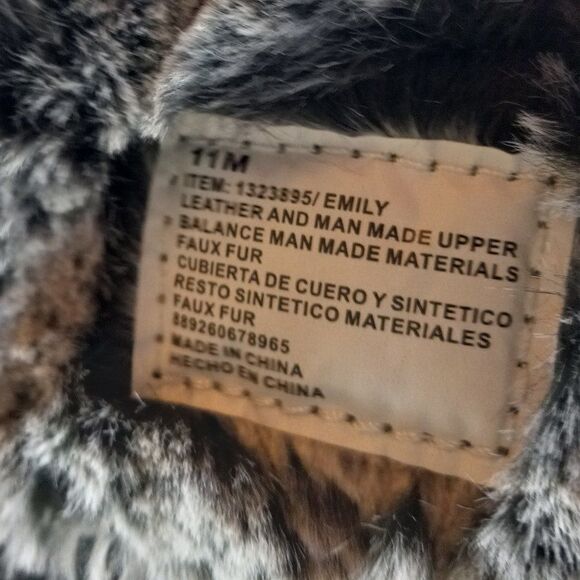 11M
ITEM: 1323895/ EMILY
LEATHER AND MAN MADE UPPER
BALANCE MAN MADE MATERIALS
FAUX FUR
CUBIERTA DE CUERO Y SINTETICO
RESTO SINTETICO MATERIALES
FAUX FUR
889260678965
MADE IN CHINA
HECHO EN CHINA